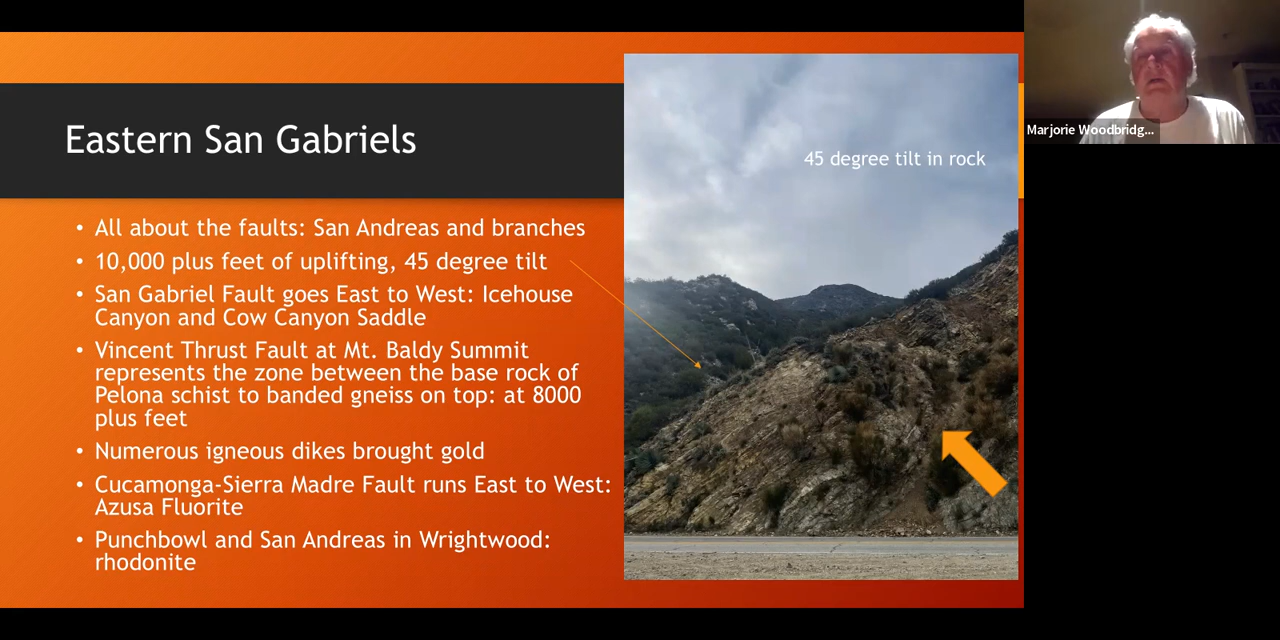 Eastern San Gabriels
45 degree tilt in rock
• All about the faults: San Andreas and branches
• 10,000 plus feet of uplifting, 45 degree tilt
• San Gabriel Fault goes East to West: Icehouse
Canyon and Cow Canyon Saddle
• Vincent Thrust Fault at Mt. Baldy Summit
represents the zone between the base rock of
Pelona schist to banded gneiss on top: at 8000
plus feet
• Numerous igneous dikes brought gold
• Cucamonga-Sierra Madre Fault runs East to West:
Azusa Fluorite
• Punchbowl and San Andreas in Wrightwood:
rhodonite
Marjorie Woodbridg...